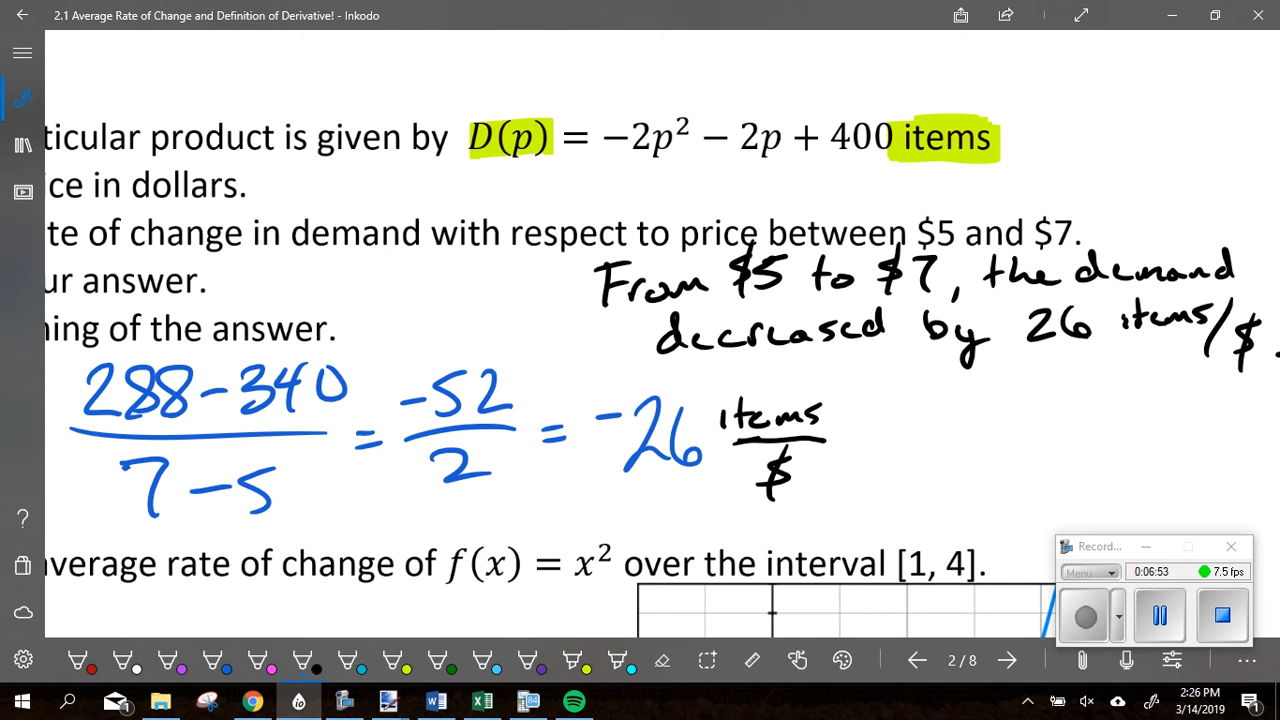 2.1 Average Rate of Change and Definition of Derivative! - Inkodo
ticular product is given by D(p) = −2p² − 2p + 400 items
ice in dollars.
te of change in demand with respect to price between $5 and $7.
ur answer.
From $5 to $7, the demand
ning of the answer.
decreased by 26 items/$.
288-340 / 7-5 = -52 / 2 = -26 items / $
average rate of change of f(x) = x² over the interval [1, 4].
Record...
Menu
0:06:53
7.5 fps
2 / 8
2:26 PM
3/14/2019